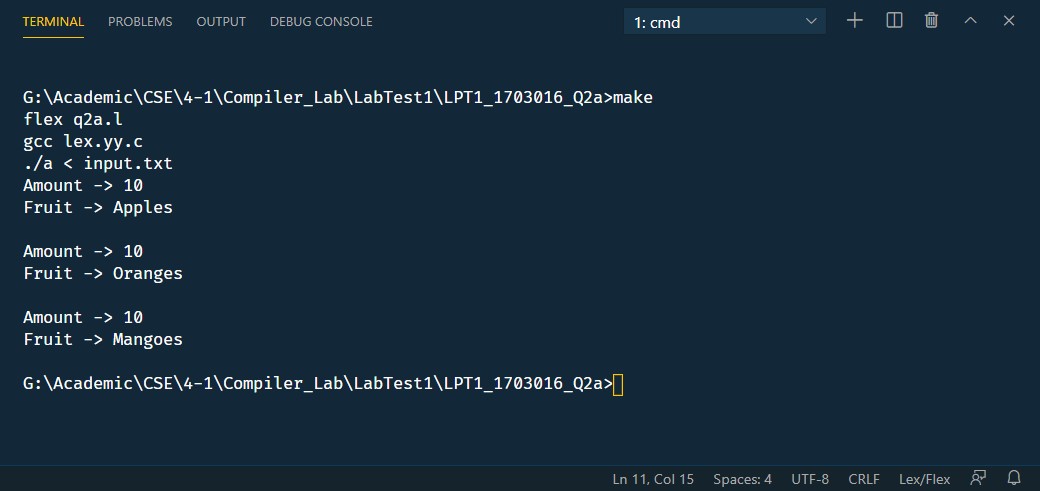 TERMINAL PROBLEMS OUTPUT DEBUG CONSOLE 1: cmd
G:\Academic\CSE\4-1\Compiler_Lab\LabTest1\LPT1_1703016_Q2a>make
flex q2a.l
gcc lex.yy.c
./a < input.txt
Amount -> 10
Fruit -> Apples
Amount -> 10
Fruit -> Oranges
Amount -> 10
Fruit -> Mangoes
G:\Academic\CSE\4-1\Compiler_Lab\LabTest1\LPT1_1703016_Q2a>
Ln 11, Col 15 Spaces: 4 UTF-8 CRLF Lex/Flex